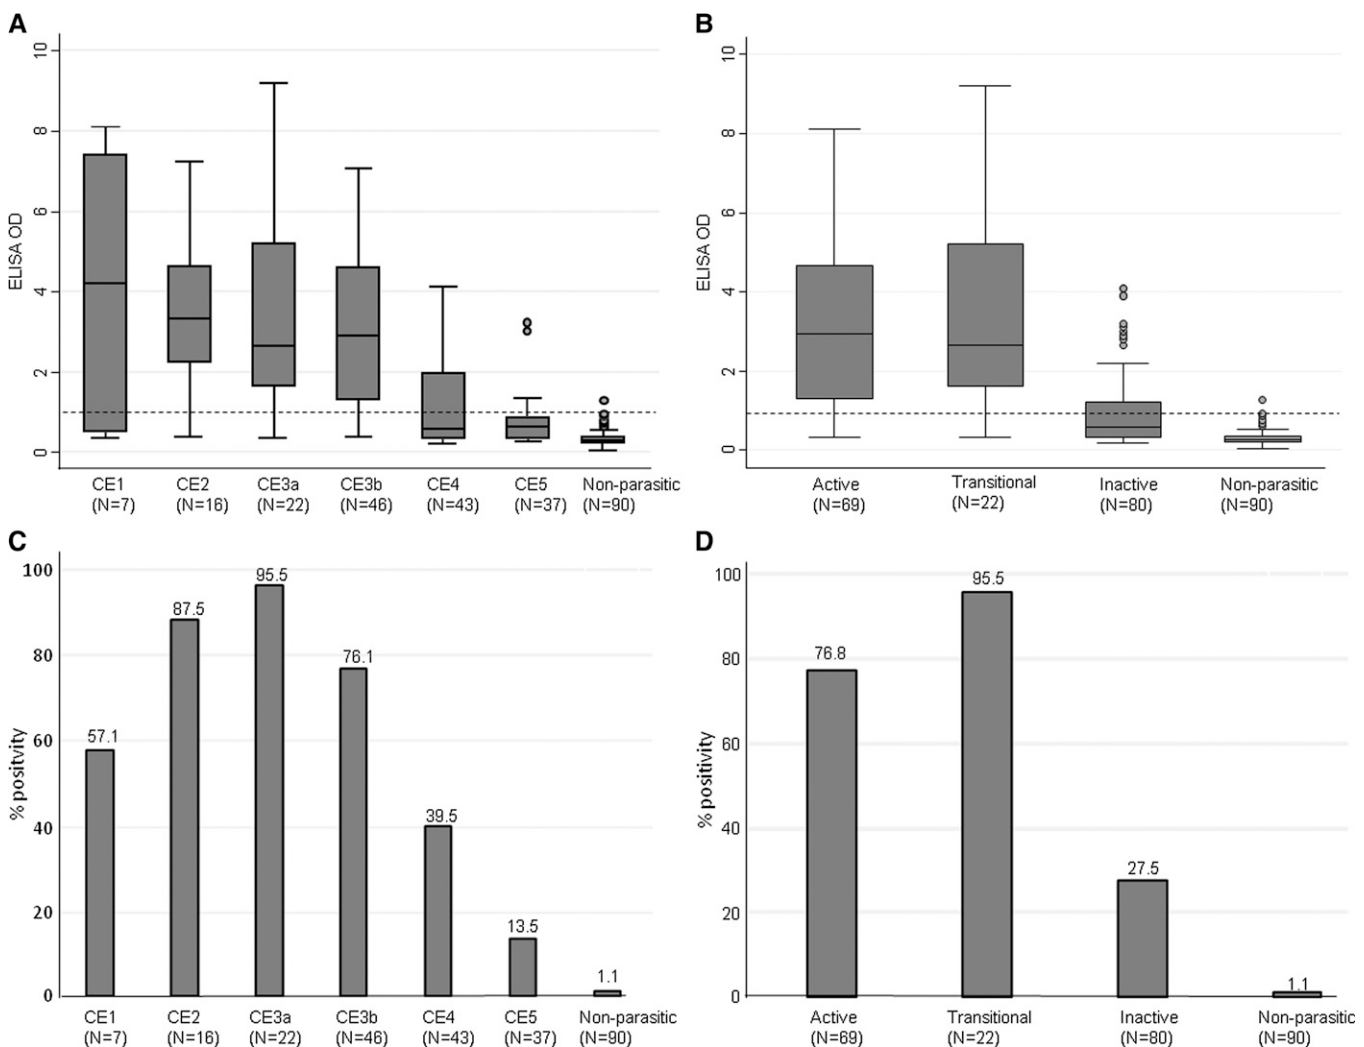 A
ELISA OD
10
8
6
4
2
0
CE1 CE2 CE3a CE3b CE4 CE5 Non-parasitic
(N=7) (N=16) (N=22) (N=46) (N=43) (N=37) (N=90)
B
ELISA OD
10
8
6
4
2
0
Active Transitional Inactive Non-parasitic
(N=69) (N=22) (N=80) (N=90)
C
% positivty
100
80
60
40
20
0
57.1 87.5 95.5 76.1 39.5 13.5 1.1
CE1 CE2 CE3a CE3b CE4 CE5 Non-parasitic
(N=7) (N=16) (N=22) (N=46) (N=43) (N=37) (N=90)
D
% positivity
100
80
60
40
20
0
76.8 95.5 27.5 1.1
Active Transitional Inactive Non-parasitic
(N=69) (N=22) (N=80) (N=90)